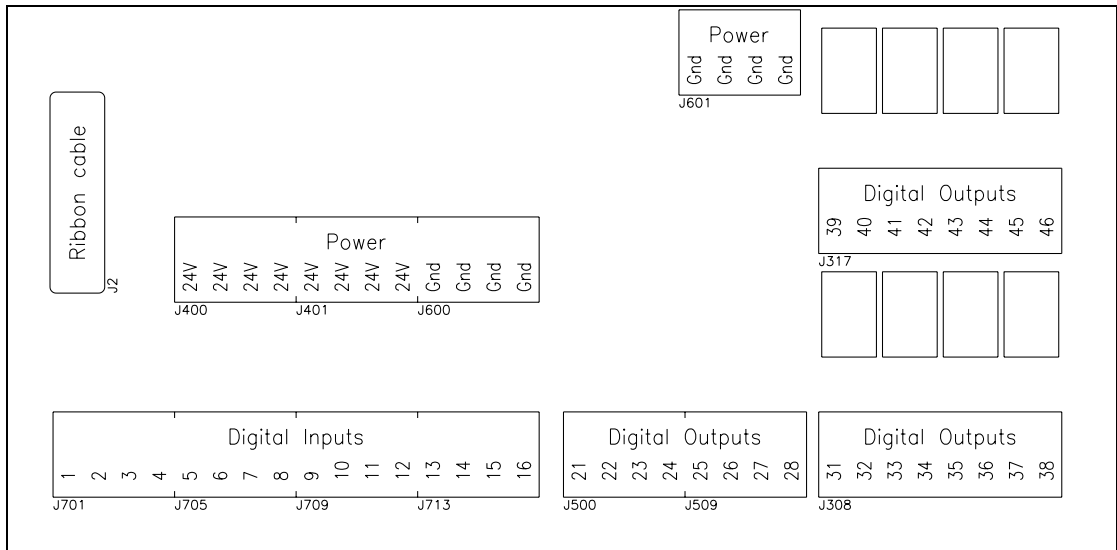 Power
Gnd Gnd Gnd Gnd
J601
Ribbon cable
J2
Digital Outputs
39 40 41 42 43 44 45 46
J317
Power
24V 24V 24V 24V 24V 24V 24V 24V Gnd Gnd Gnd Gnd
J400 J401 J600
Digital Inputs
1 2 3 4 5 6 7 8 9 10 11 12 13 14 15 16
J701 J705 J709 J713
Digital Outputs
21 22 23 24 25 26 27 28
J500 J509
Digital Outputs
31 32 33 34 35 36 37 38
J308